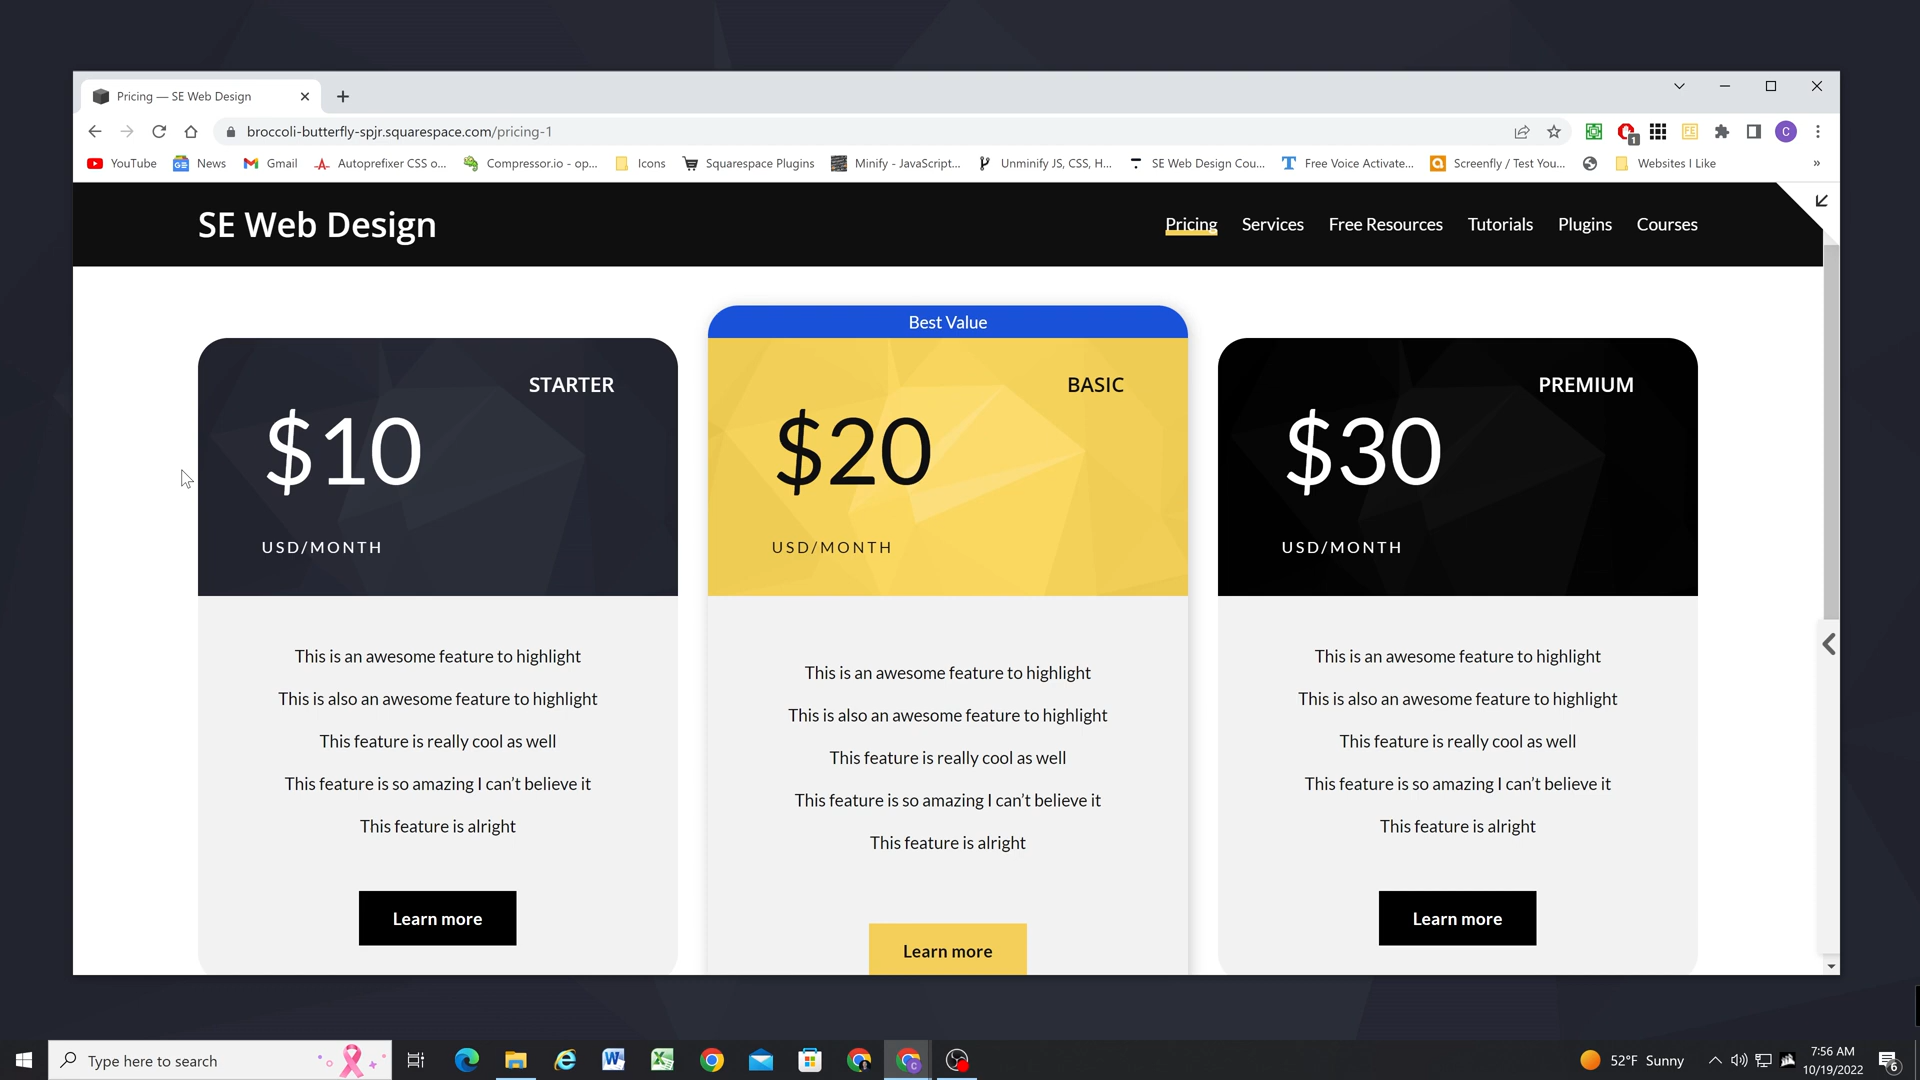 Pricing — SE Web Design
broccoli-butterfly-spjr.squarespace.com/pricing-1
1
FE
C
YouTube
News
Gmail
Autoprefixer CSS o...
Compressor.io - op...
Icons
Squarespace Plugins
Minify - JavaScript...
Unminify JS, CSS, H...
SE Web Design Cou...
Free Voice Activate...
Screenfly / Test You...
Websites I Like
»
SE Web Design
Pricing
Services
Free Resources
Tutorials
Plugins
Courses
STARTER
$10
USD/MONTH
This is an awesome feature to highlight
This is also an awesome feature to highlight
This feature is really cool as well
This feature is so amazing I can’t believe it
This feature is alright
Learn more
Best Value
BASIC
$20
USD/MONTH
This is an awesome feature to highlight
This is also an awesome feature to highlight
This feature is really cool as well
This feature is so amazing I can’t believe it
This feature is alright
Learn more
PREMIUM
$30
USD/MONTH
This is an awesome feature to highlight
This is also an awesome feature to highlight
This feature is really cool as well
This feature is so amazing I can’t believe it
This feature is alright
Learn more
Type here to search
52°F Sunny
7:56 AM
10/19/2022
6